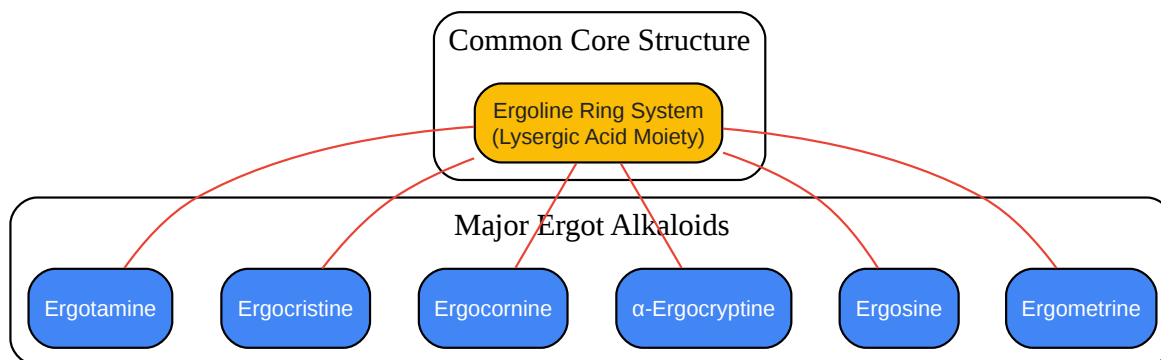 Common Core Structure
Ergoline Ring System
(Lysergic Acid Moiety)
Major Ergot Alkaloids
Ergotamine
Ergocristine
Ergocornine
α-Ergocryptine
Ergosine
Ergometrine